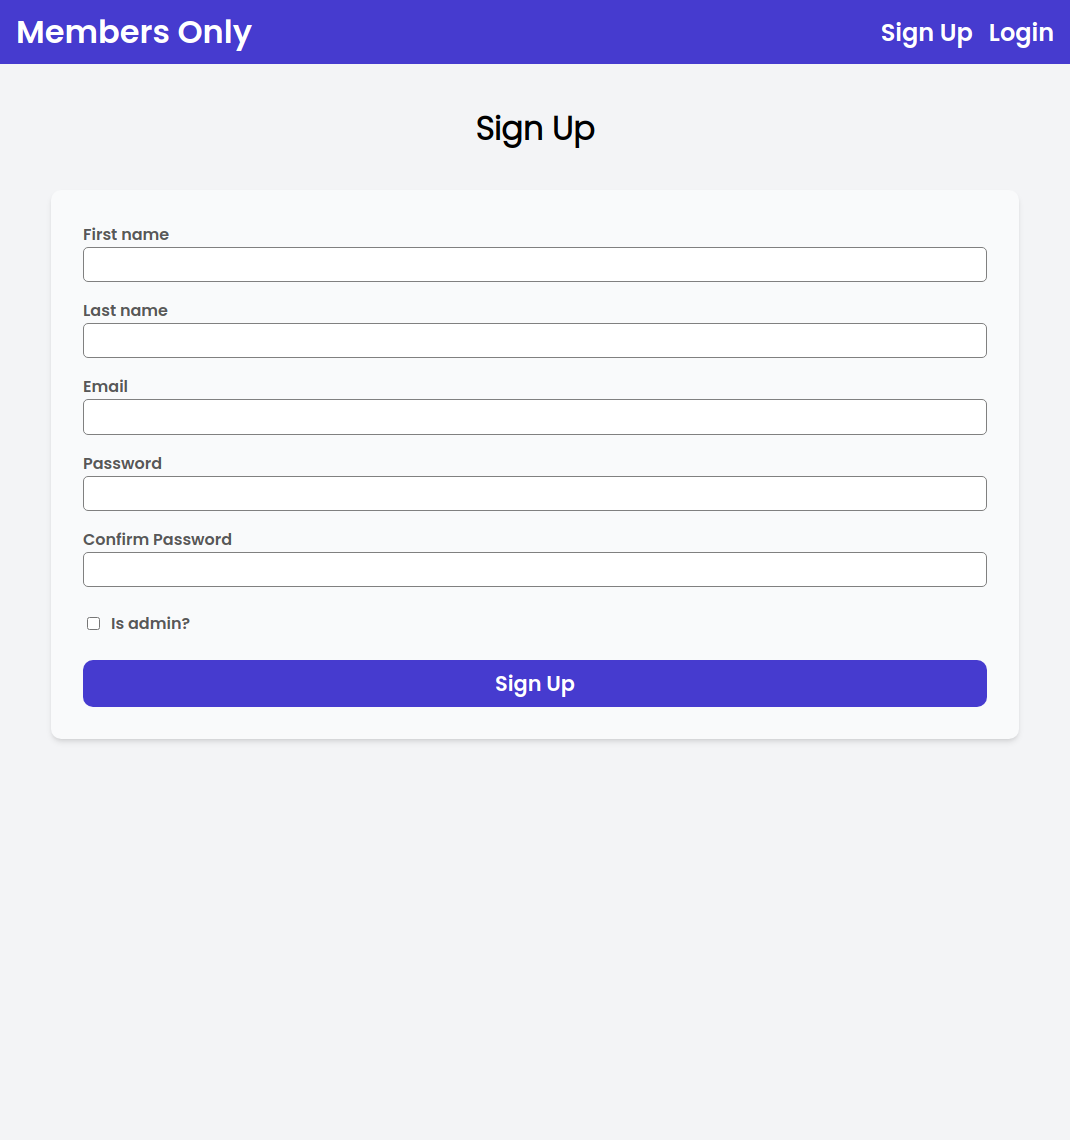 Members Only
Sign Up Login
Sign Up
First name
Last name
Email
Password
Confirm Password
Is admin?
Sign Up